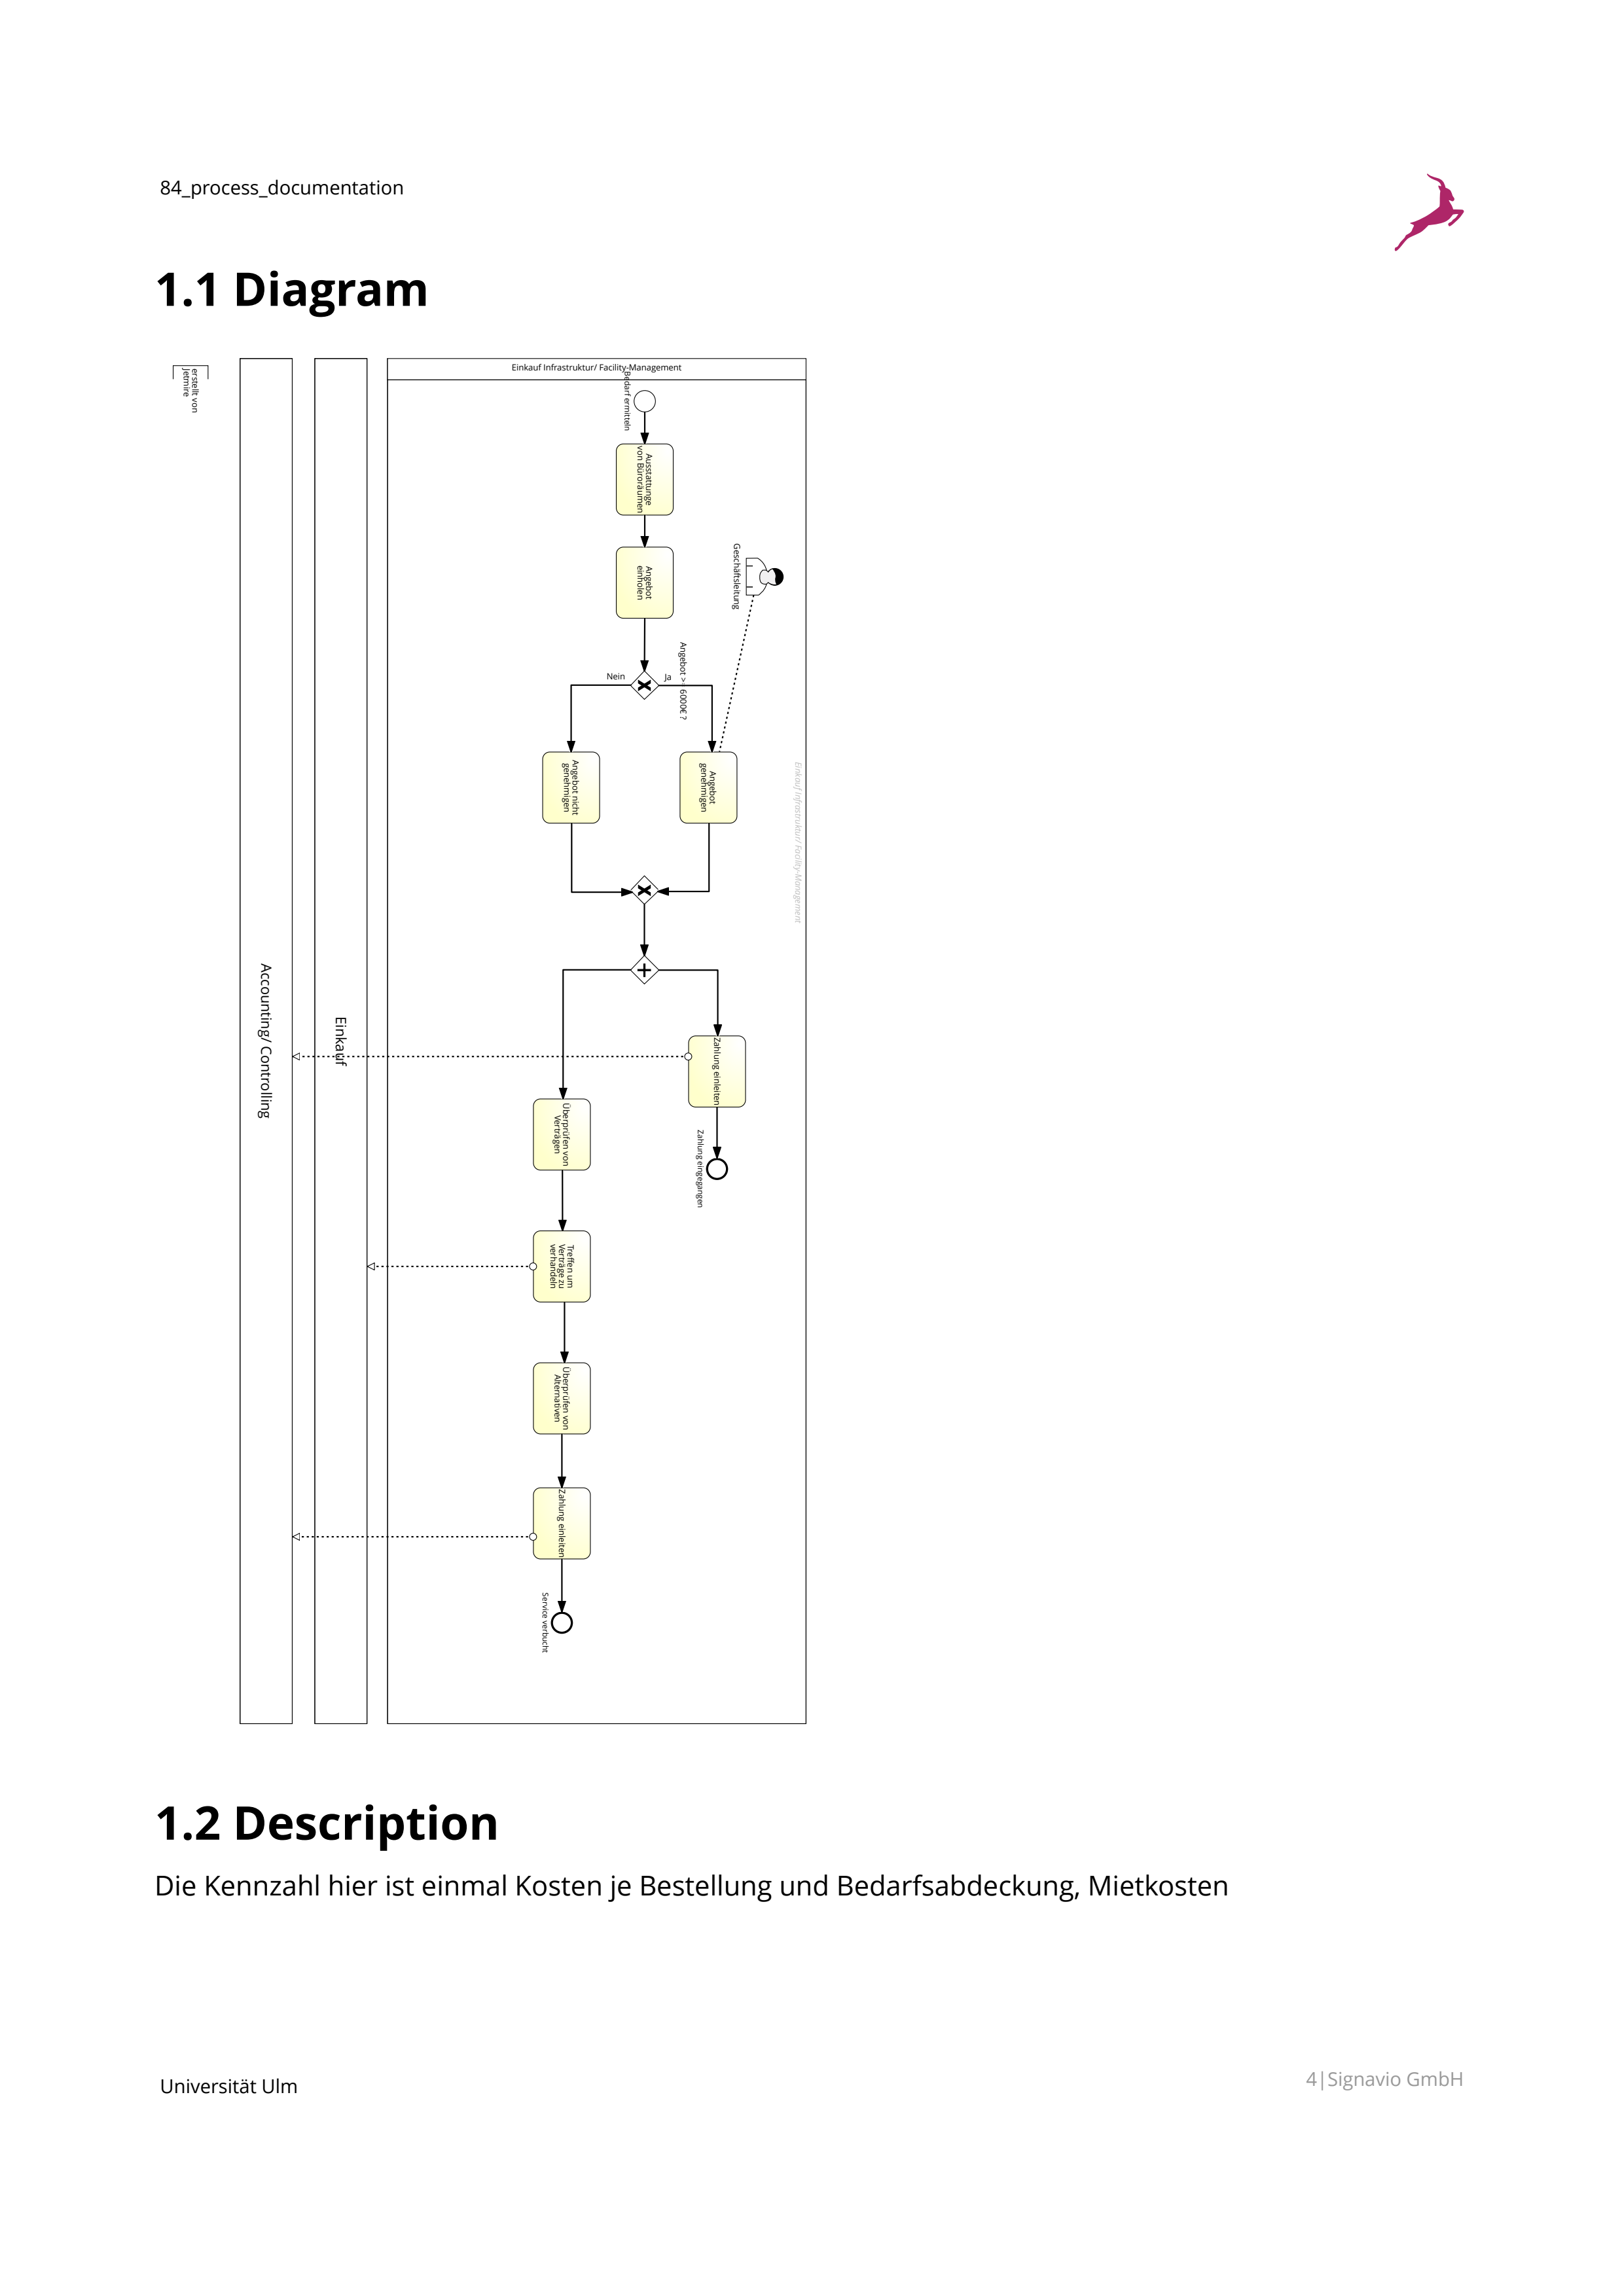 84_process_documentation
1.1 Diagram
Einkauf Infrastruktur/ Facility-Management
Einkauf Infrastruktur/ Facility-Management
Bedarf ermitteln
Ausstattunge
von Büroräumen
Angebot
einholen
Geschäftsleitung
Angebot >= 6000€ ?
Ja
Nein
Angebot
genehmigen
Angebot nicht
genehmigen
Zahlung einleiten
Zahlung eingegangen
Überprüfen von
Verträgen
Treffen um
Verträge zu
verhandeln
Überprüfen von
Alternativen
Zahlung einleiten
Service verbucht
Einkauf
Accounting/ Controlling
erstellt von
Jetmire
1.2 Description
Die Kennzahl hier ist einmal Kosten je Bestellung und Bedarfsabdeckung, Mietkosten
Universität Ulm
4|Signavio GmbH